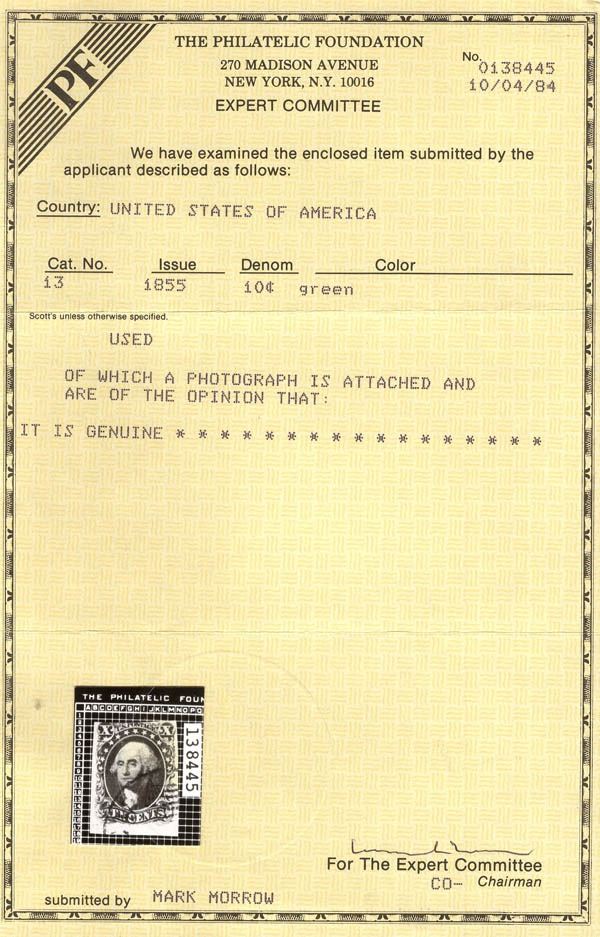 PF
THE PHILATELIC FOUNDATION
270 MADISON AVENUE
NEW YORK, N.Y. 10016
EXPERT COMMITTEE
No. 0138445
10/04/84
We have examined the enclosed item submitted by the
applicant described as follows:
Country: UNITED STATES OF AMERICA
Cat. No. Issue Denom Color
13 1855 10¢ green
Scott's unless otherwise specified.
USED
OF WHICH A PHOTOGRAPH IS ATTACHED AND
ARE OF THE OPINION THAT:
IT IS GENUINE * * * * * * * * * * * * * * * * *
THE PHILATELIC FOUN
ABCDEFGHIJKLMNOPQ
138445
TEN CENTS
For The Expert Committee
CO- Chairman
submitted by MARK MORROW